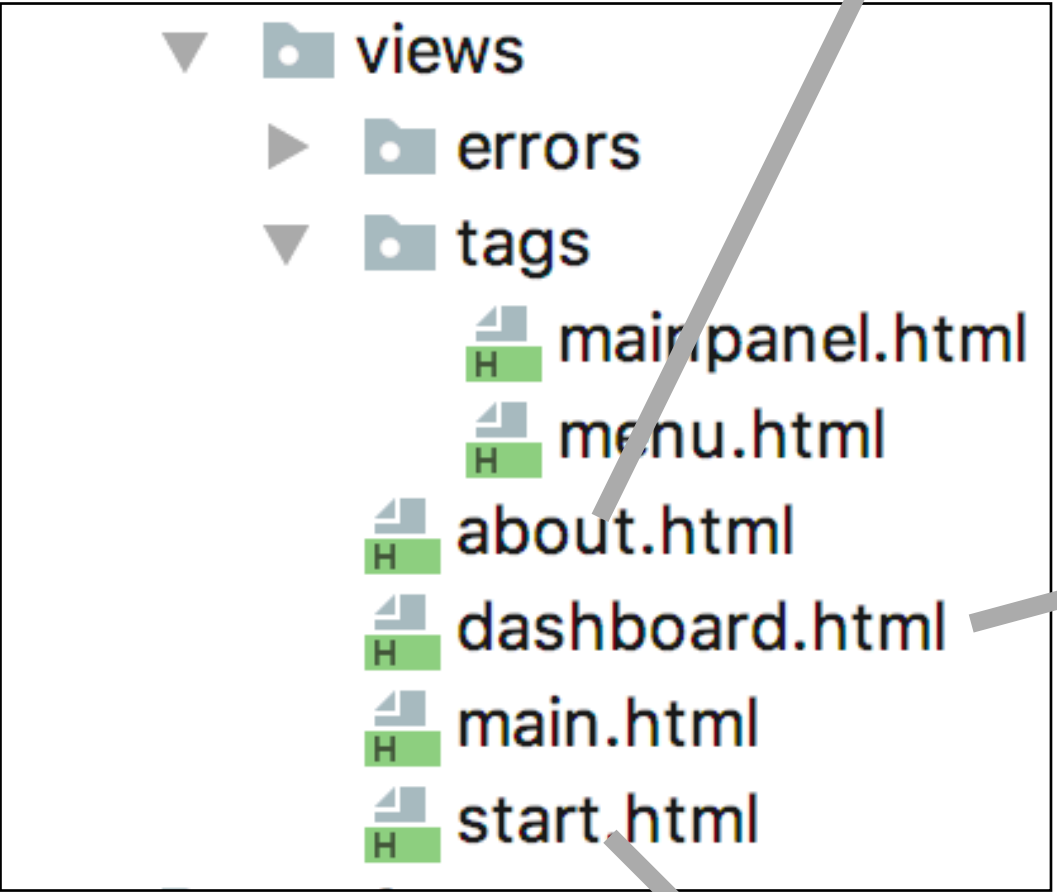 views
errors
tags
H mainpanel.html
H menu.html
H about.html
H dashboard.html
H main.html
H start.html